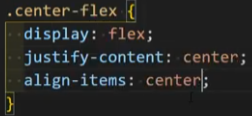 .center-flex {
  display: flex;
  justify-content: center;
  align-items: center;
}